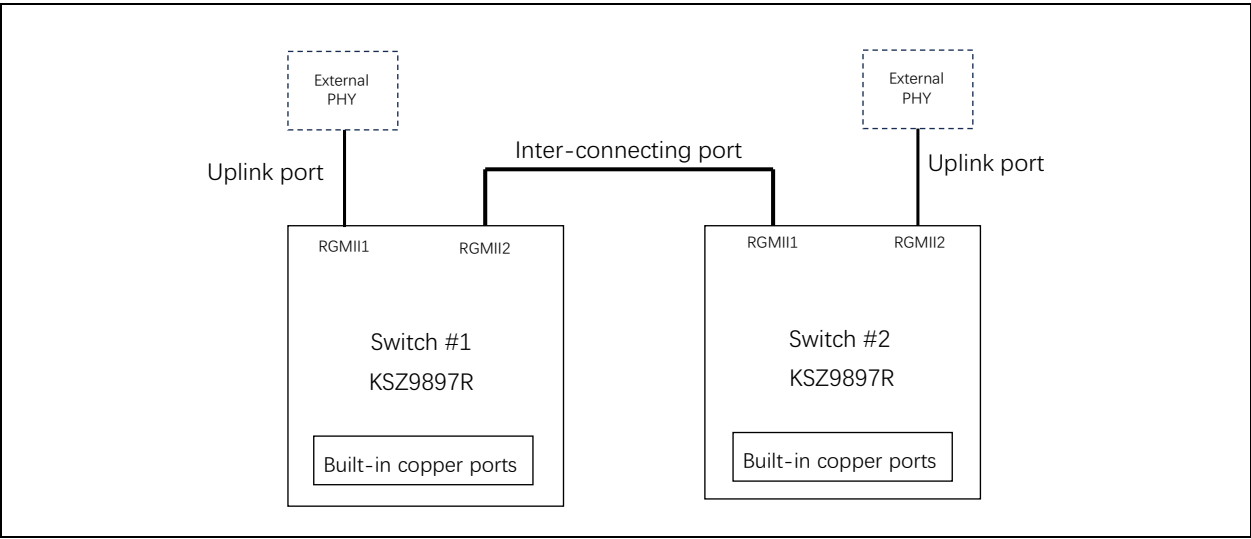 External
PHY
External
PHY
Uplink port
Inter-connecting port
Uplink port
RGMII1
RGMII2
RGMII1
RGMII2
Switch #1
KSZ9897R
Switch #2
KSZ9897R
Built-in copper ports
Built-in copper ports